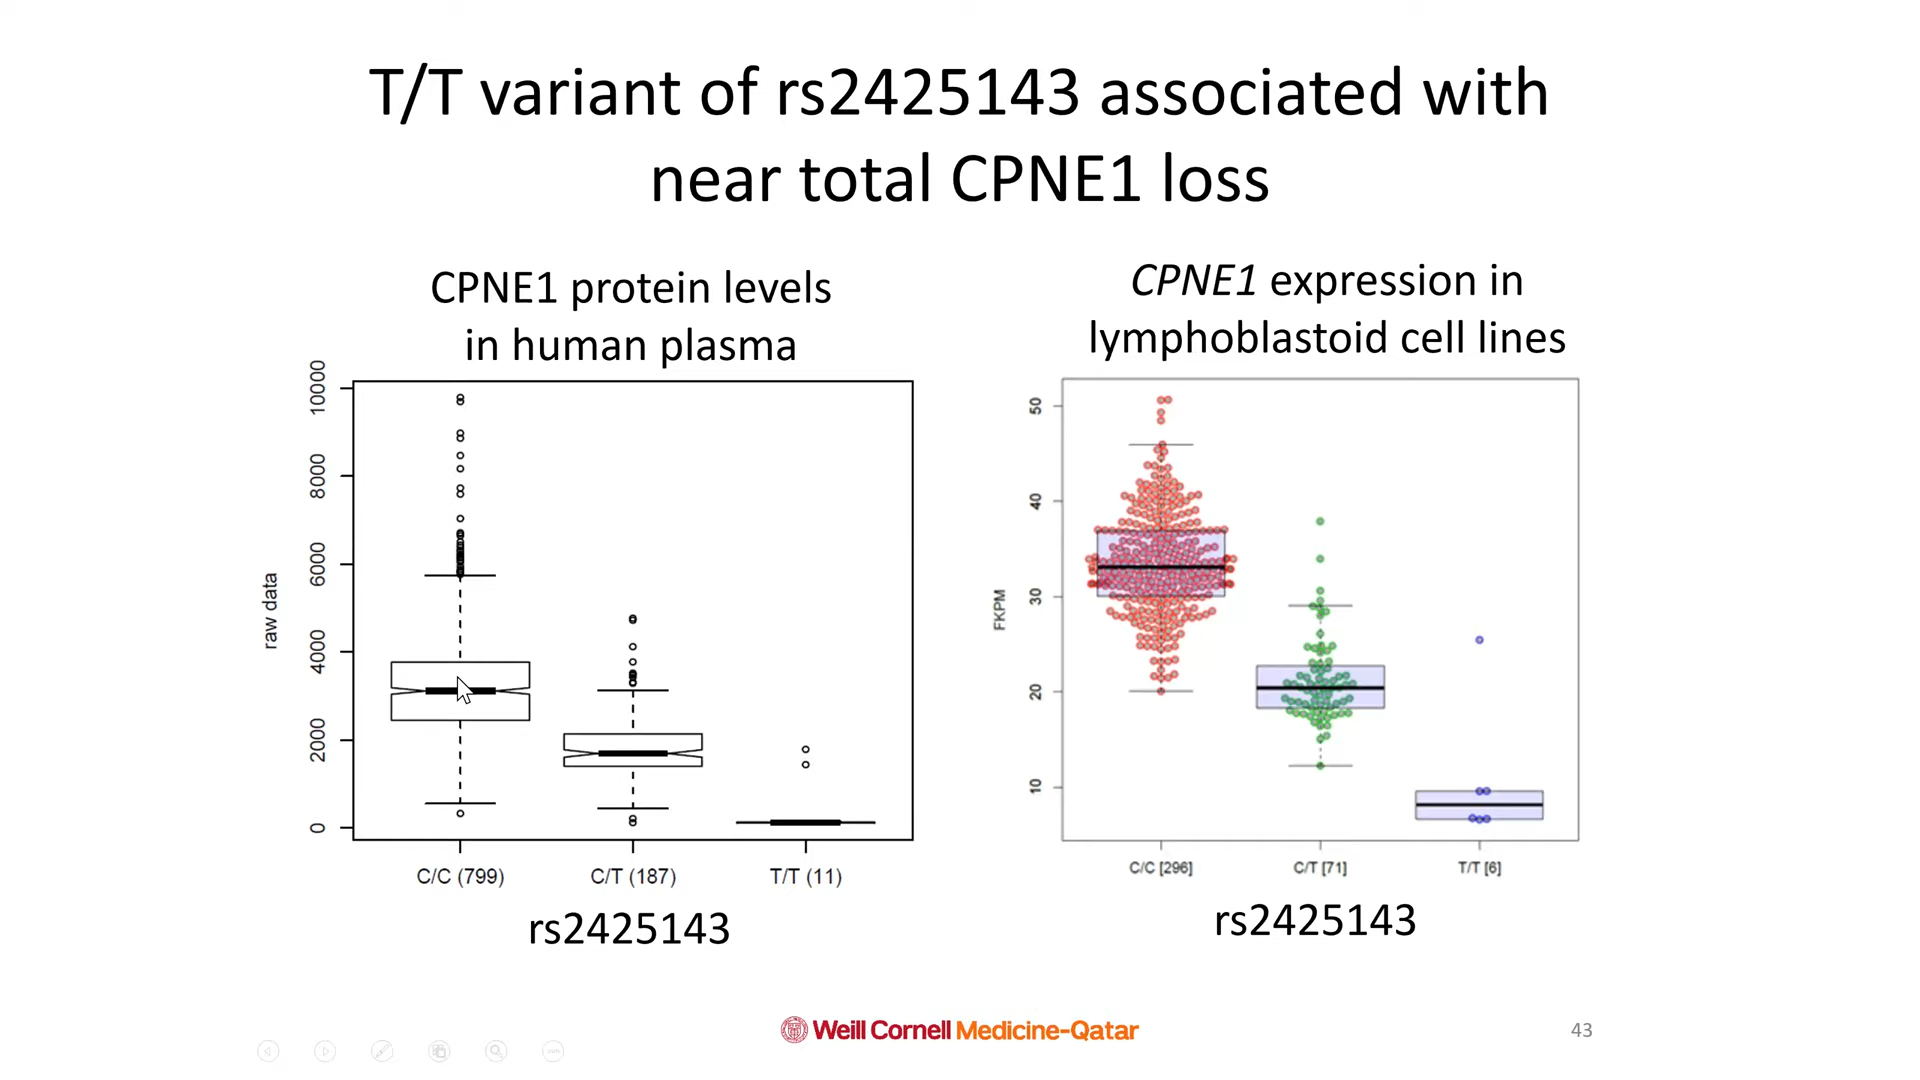 T/T variant of rs2425143 associated with
near total CPNE1 loss
CPNE1 protein levels
in human plasma
10000
8000
6000
4000
2000
0
raw data
C/C (799)
C/T (187)
T/T (11)
rs2425143
CPNE1 expression in
lymphoblastoid cell lines
50
40
30
20
10
FKPM
C/C [296]
C/T [71]
T/T [6]
rs2425143
Weill Cornell Medicine-Qatar
43